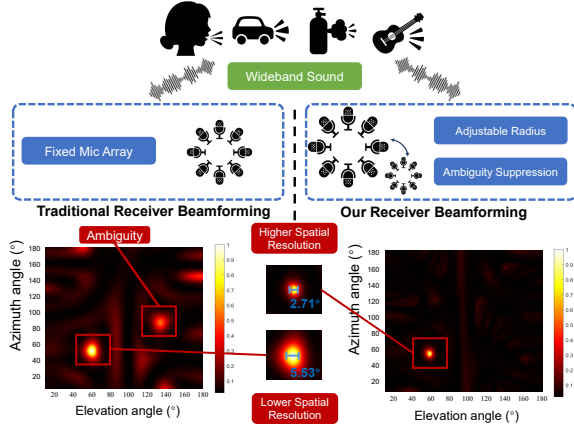 Wideband Sound
Fixed Mic Array
Adjustable Radius
Ambiguity Suppression
Traditional Receiver Beamforming
Our Receiver Beamforming
Ambiguity
Higher Spatial
Resolution
Azimuth angle (°)
180
160
140
120
100
80
60
40
20
20 40 60 80 100 120 140 160 180
Elevation angle (°)
1
0.9
0.8
0.7
0.6
0.5
0.4
0.3
0.2
0.1
2.71°
5.53°
Lower Spatial
Resolution
Azimuth angle (°)
180
160
140
120
100
80
60
40
20
20 40 60 80 100 120 140 160 180
Elevation angle (°)
1
0.9
0.8
0.7
0.6
0.5
0.4
0.3
0.2
0.1